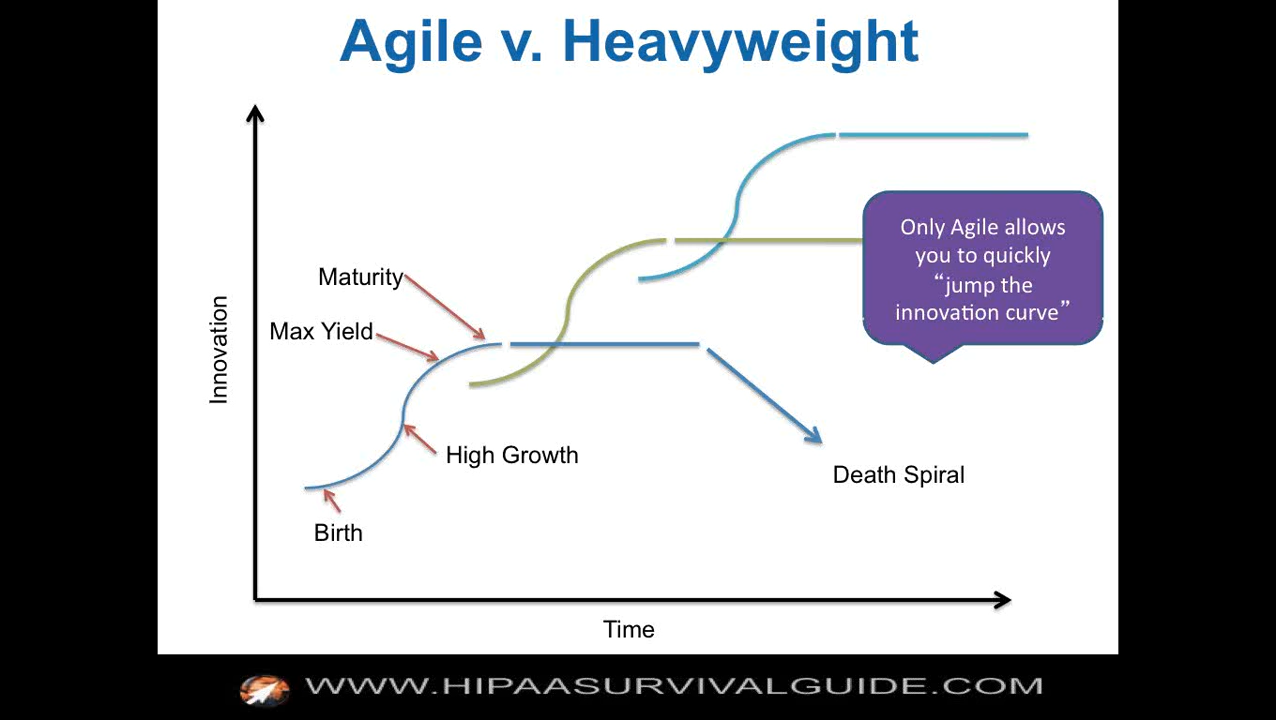 Agile v. Heavyweight
Only Agile allows
you to quickly
“jump the
innovation curve”
Maturity
Max Yield
Innovation
High Growth
Death Spiral
Birth
Time
WWW.HIPAASURVIVALGUIDE.COM